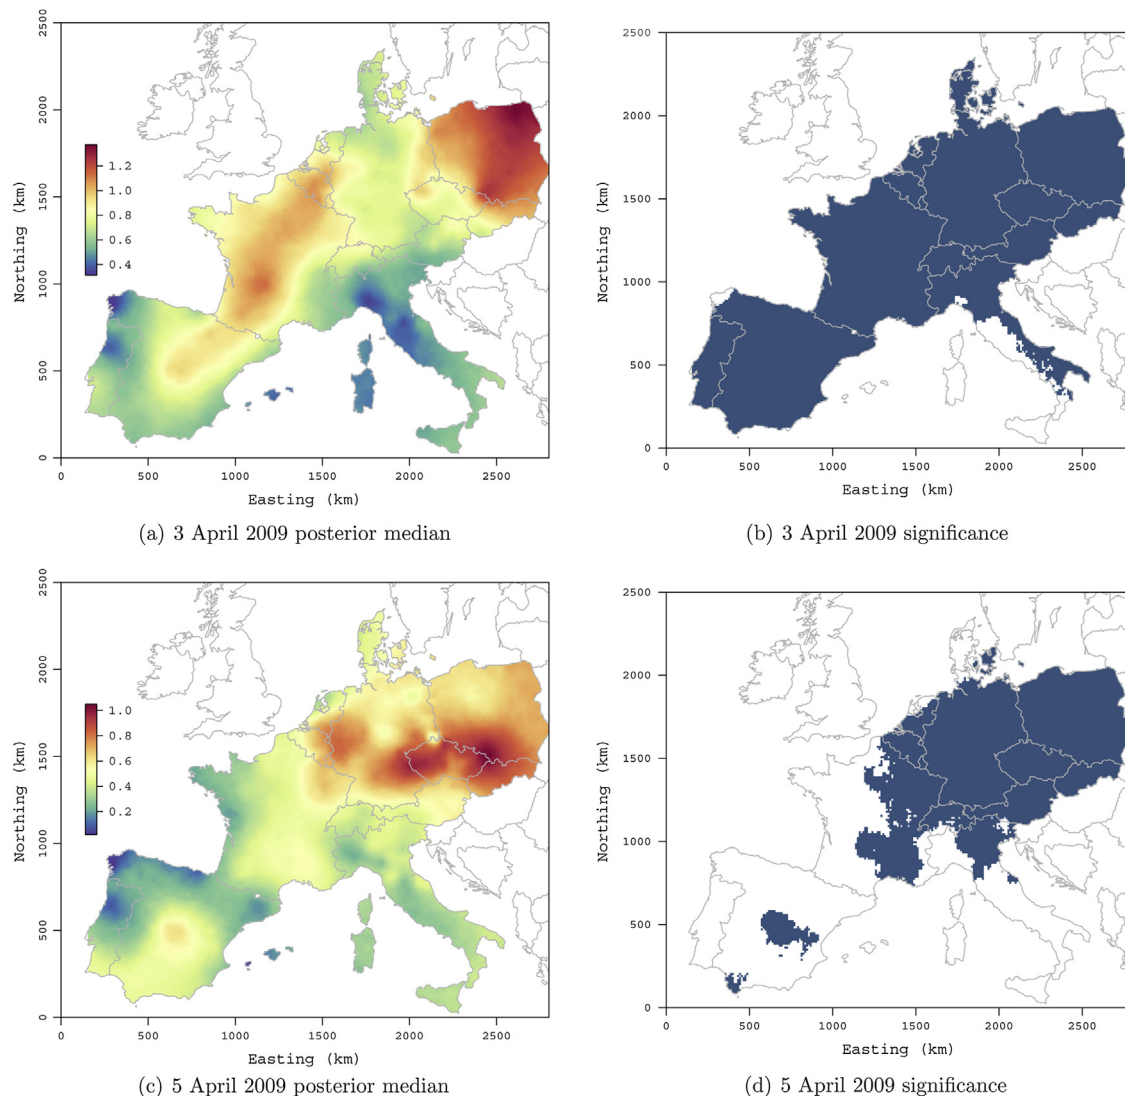 2500
2000
1500
1000
500
0
Northing (km)
1.2
1.0
0.8
0.6
0.4
0 500 1000 1500 2000 2500
Easting (km)
(a) 3 April 2009 posterior median
2500
2000
1500
1000
500
0
Northing (km)
0 500 1000 1500 2000 2500
Easting (km)
(b) 3 April 2009 significance
2500
2000
1500
1000
500
0
Northing (km)
1.0
0.8
0.6
0.4
0.2
0 500 1000 1500 2000 2500
Easting (km)
(c) 5 April 2009 posterior median
2500
2000
1500
1000
500
0
Northing (km)
0 500 1000 1500 2000 2500
Easting (km)
(d) 5 April 2009 significance